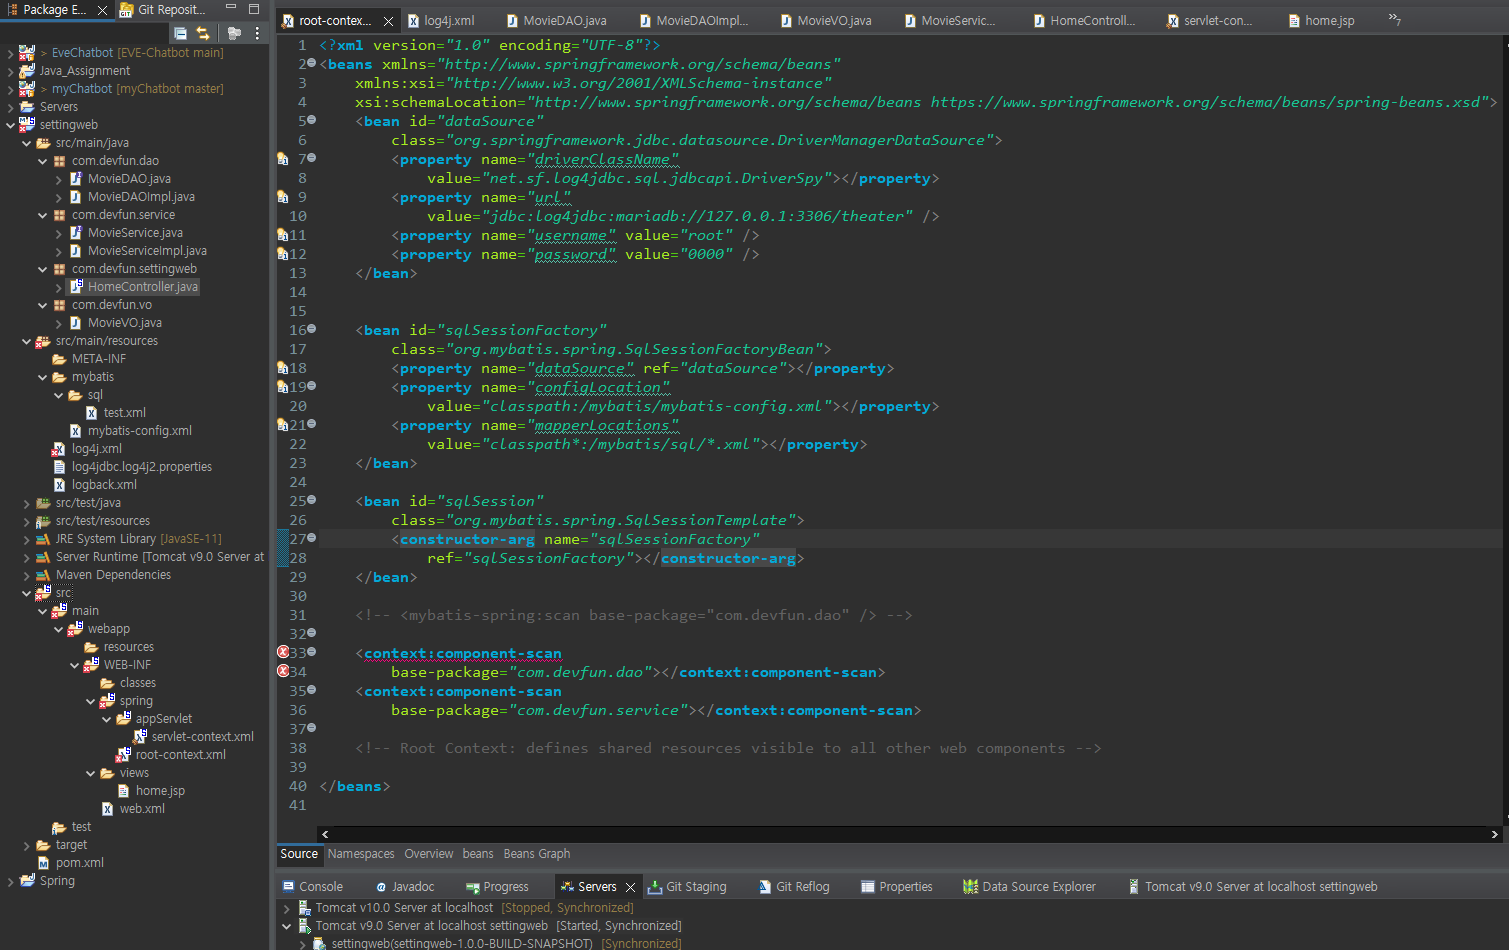 Package E...
Git Reposit...
> EveChatbot [EVE-Chatbot main]
Java_Assignment
> myChatbot [myChatbot master]
Servers
settingweb
src/main/java
com.devfun.dao
MovieDAO.java
MovieDAOImpl.java
com.devfun.service
MovieService.java
MovieServiceImpl.java
com.devfun.settingweb
HomeController.java
com.devfun.vo
MovieVO.java
src/main/resources
META-INF
mybatis
sql
test.xml
mybatis-config.xml
log4j.xml
log4jdbc.log4j2.properties
logback.xml
src/test/java
src/test/resources
JRE System Library [JavaSE-11]
Server Runtime [Tomcat v9.0 Server at
Maven Dependencies
src
main
webapp
resources
WEB-INF
classes
spring
appServlet
servlet-context.xml
root-context.xml
views
home.jsp
web.xml
test
target
pom.xml
Spring
root-contex...
log4j.xml
MovieDAO.java
MovieDAOImpl...
MovieVO.java
MovieServic...
HomeControll...
servlet-con...
home.jsp
»7
1 <?xml version="1.0" encoding="UTF-8"?>
2 <beans xmlns="http://www.springframework.org/schema/beans"
3 xmlns:xsi="http://www.w3.org/2001/XMLSchema-instance"
4 xsi:schemaLocation="http://www.springframework.org/schema/beans https://www.springframework.org/schema/beans/spring-beans.xsd">
5 <bean id="dataSource"
6 class="org.springframework.jdbc.datasource.DriverManagerDataSource">
7 <property name="driverClassName"
8 value="net.sf.log4jdbc.sql.jdbcapi.DriverSpy"></property>
9 <property name="url"
10 value="jdbc:log4jdbc:mariadb://127.0.0.1:3306/theater" />
11 <property name="username" value="root" />
12 <property name="password" value="0000" />
13 </bean>
14
15
16 <bean id="sqlSessionFactory"
17 class="org.mybatis.spring.SqlSessionFactoryBean">
18 <property name="dataSource" ref="dataSource"></property>
19 <property name="configLocation"
20 value="classpath:/mybatis/mybatis-config.xml"></property>
21 <property name="mapperLocations"
22 value="classpath*:/mybatis/sql/*.xml"></property>
23 </bean>
24
25 <bean id="sqlSession"
26 class="org.mybatis.spring.SqlSessionTemplate">
27 <constructor-arg name="sqlSessionFactory"
28 ref="sqlSessionFactory"></constructor-arg>
29 </bean>
30
31 <!-- <mybatis-spring:scan base-package="com.devfun.dao" /> -->
32
33 <context:component-scan
34 base-package="com.devfun.dao"></context:component-scan>
35 <context:component-scan
36 base-package="com.devfun.service"></context:component-scan>
37
38 <!-- Root Context: defines shared resources visible to all other web components -->
39
40 </beans>
41
Source
Namespaces
Overview
beans
Beans Graph
Console
Javadoc
Progress
Servers
Git Staging
Git Reflog
Properties
Data Source Explorer
Tomcat v9.0 Server at localhost settingweb
Tomcat v10.0 Server at localhost [Stopped, Synchronized]
Tomcat v9.0 Server at localhost settingweb [Started, Synchronized]
settingweb(settingweb-1.0.0-BUILD-SNAPSHOT) [Synchronized]